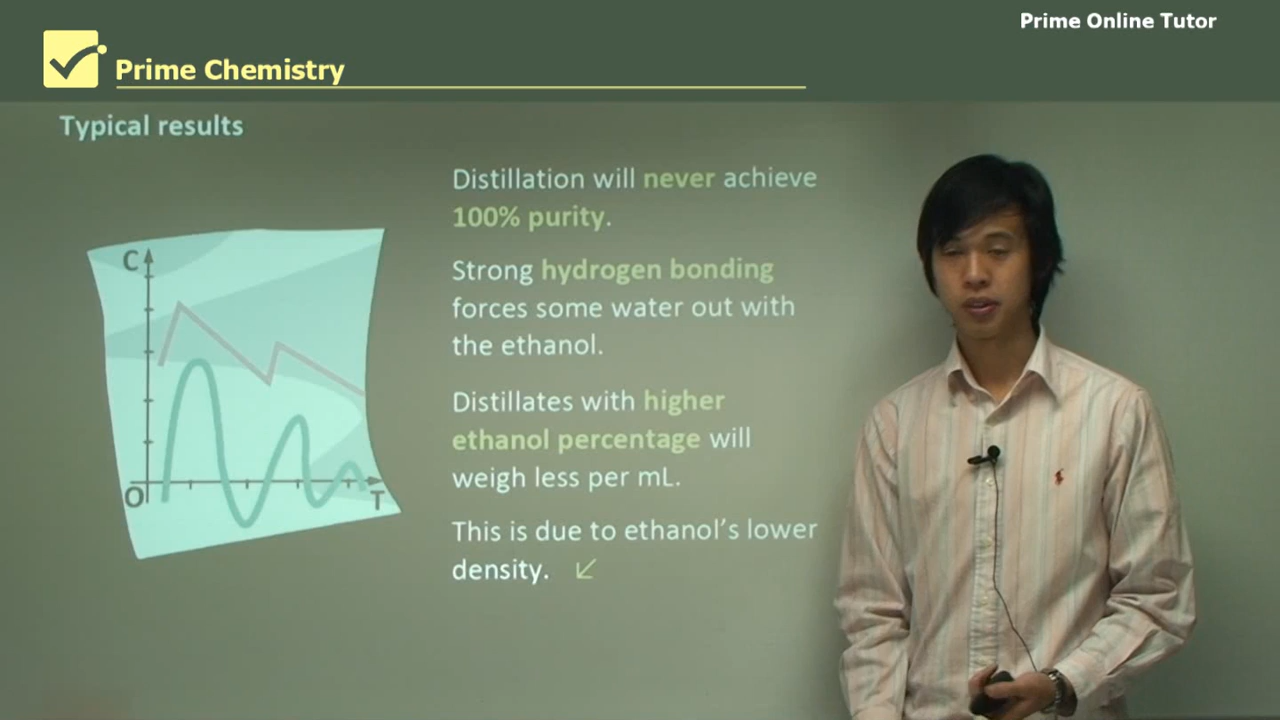 Prime Online Tutor
Prime Chemistry
Typical results
Distillation will never achieve
100% purity.
Strong hydrogen bonding
forces some water out with
the ethanol.
Distillates with higher
ethanol percentage will
weigh less per mL.
This is due to ethanol's lower
density.
C
O
T